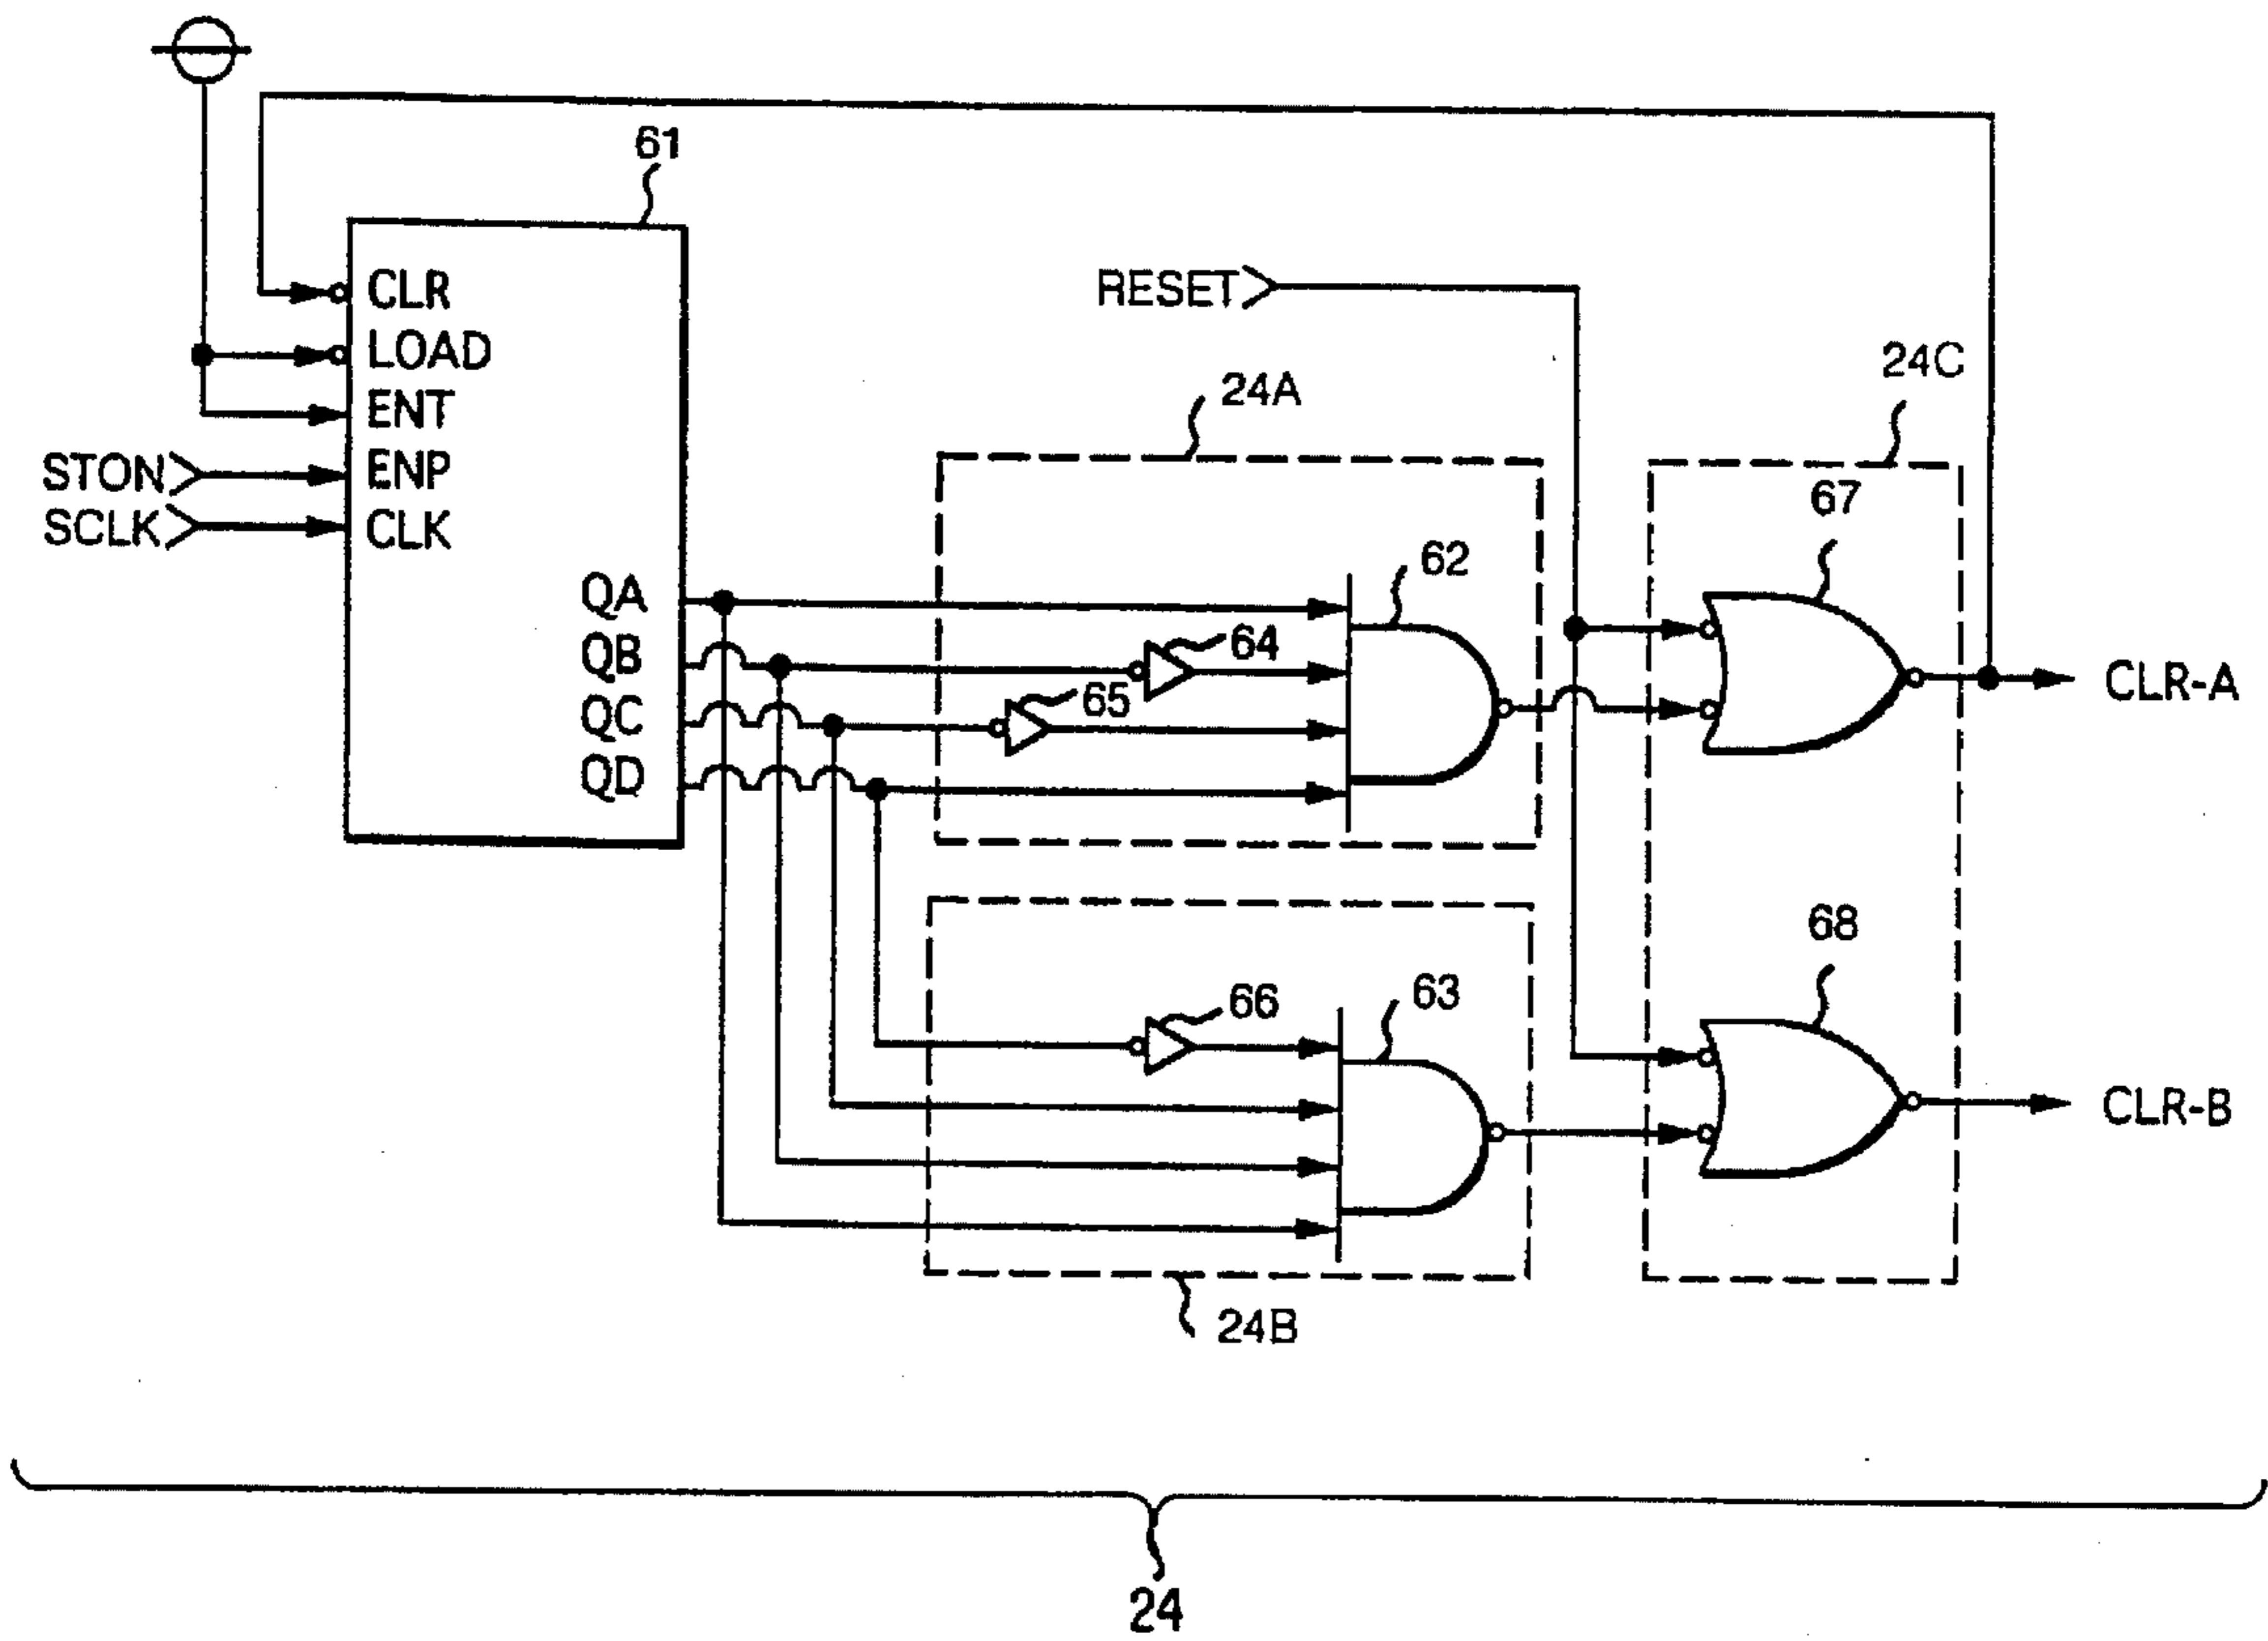 61
CLR
LOAD
ENT
STON
ENP
SCLK
CLK
QA
QB
QC
QD
RESET
24A
24C
67
62
64
65
68
66
63
24B
CLR-A
CLR-B
24